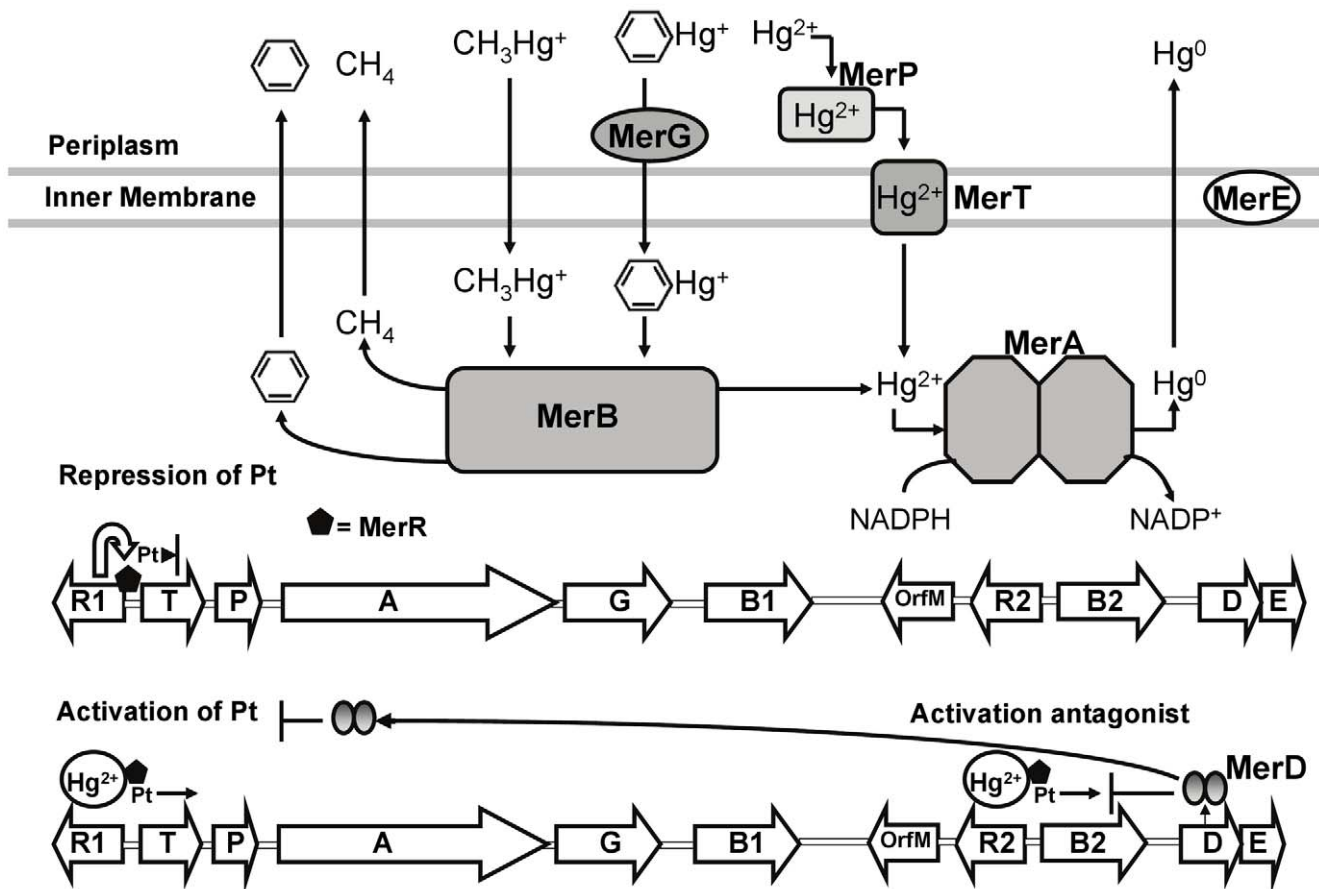 CH₄
CH₃Hg⁺
Hg⁺
Hg²⁺
MerP
Hg⁰
Hg²⁺
MerG
Periplasm
Inner Membrane
Hg²⁺
MerT
MerE
CH₃Hg⁺
Hg⁺
CH₄
MerA
Hg²⁺
Hg⁰
MerB
Repression of Pt
= MerR
NADPH
NADP⁺
Pt
R1 T P A G B1 OrfM R2 B2 D E
Activation of Pt
Activation antagonist
MerD
Hg²⁺
Pt
Hg²⁺
Pt
R1 T P A G B1 OrfM R2 B2 D E